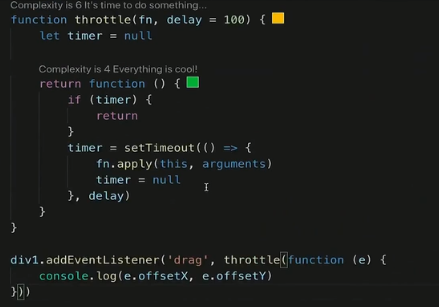 Complexity is 6 It's time to do something...
function throttle(fn, delay = 100) {
    let timer = null

    Complexity is 4 Everything is cool!
    return function () {
        if (timer) {
            return
        }
        timer = setTimeout(() => {
            fn.apply(this, arguments)
            timer = null
        }, delay)
    }
}

div1.addEventListener('drag', throttle(function (e) {
    console.log(e.offsetX, e.offsetY)
}))